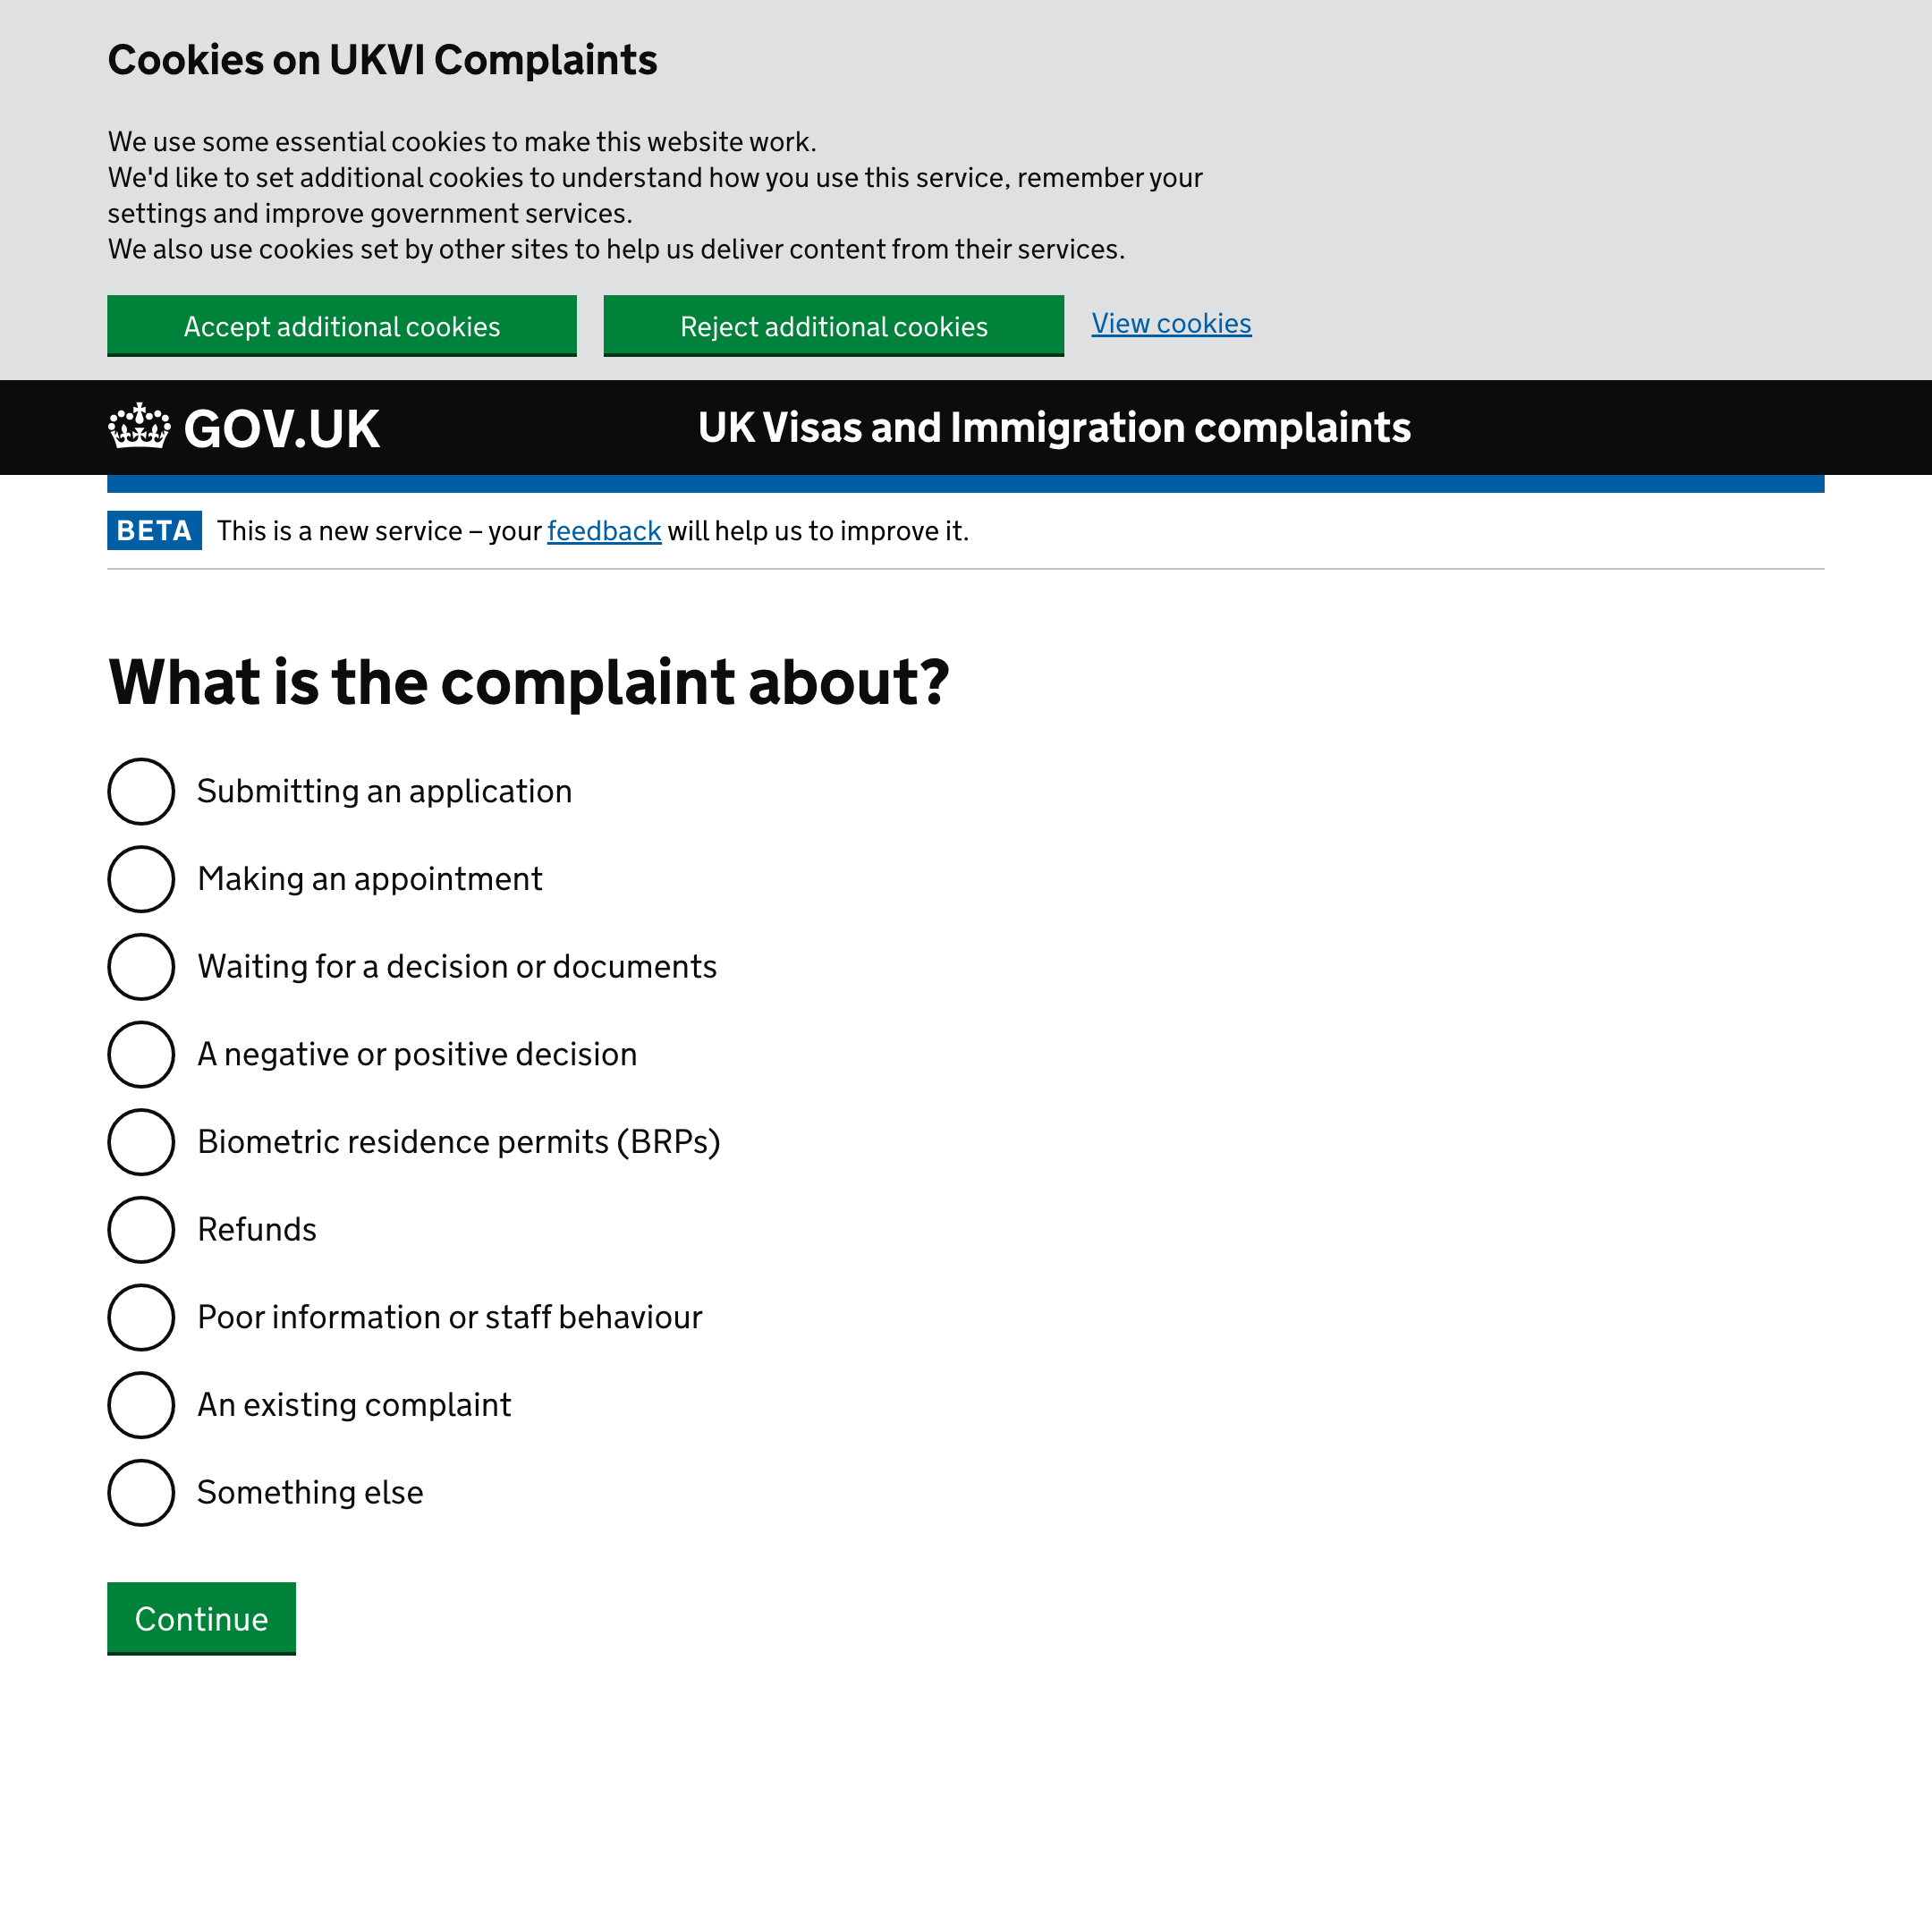 Cookies on UKVI Complaints
We use some essential cookies to make this website work.
We'd like to set additional cookies to understand how you use this service, remember your
settings and improve government services.
We also use cookies set by other sites to help us deliver content from their services.
Accept additional cookies Reject additional cookies View cookies
GOV.UK UK Visas and Immigration complaints
BETA This is a new service – your feedback will help us to improve it.
What is the complaint about?
Submitting an application
Making an appointment
Waiting for a decision or documents
A negative or positive decision
Biometric residence permits (BRPs)
Refunds
Poor information or staff behaviour
An existing complaint
Something else
Continue